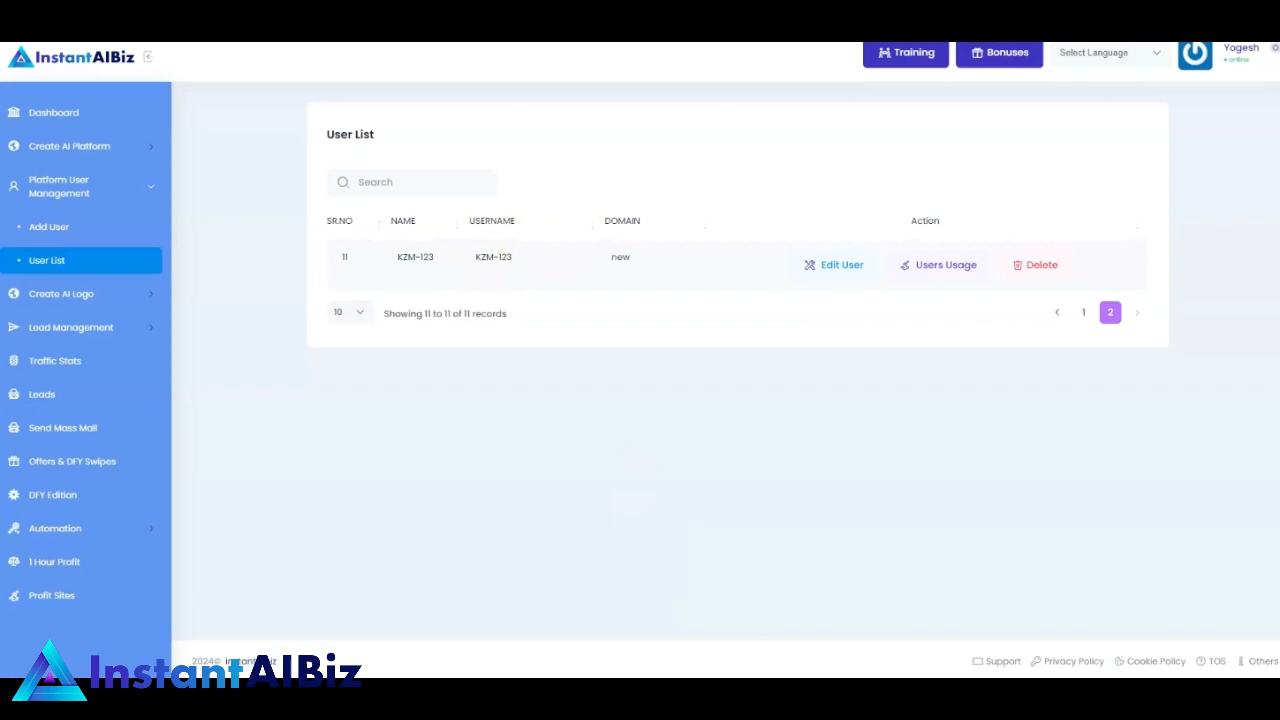 InstantAIBiz
Training
Bonuses
Select Language
Yogesh
online
Dashboard
Create AI Platform
Platform User
Management
Add User
User List
Create AI Logo
Lead Management
Traffic Stats
Leads
Send Mass Mail
Offers & DFY Swipes
DFY Edition
Automation
1 Hour Profit
Profit Sites
User List
Search
SR.NO NAME USERNAME DOMAIN Action
11 KZM-123 KZM-123 new Edit User Users Usage Delete
10 Showing 11 to 11 of 11 records 1 2
2024©
Support Privacy Policy Cookie Policy TOS Others
InstantAIBiz